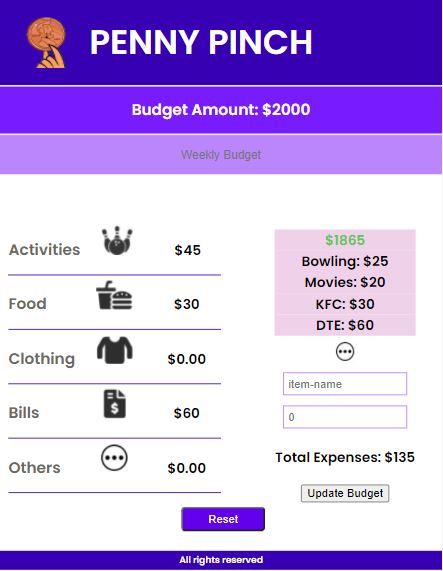 PENNY PINCH
Budget Amount: $2000
Weekly Budget
Activities $45
Food $30
Clothing $0.00
Bills $60
Others $0.00
$1865
Bowling: $25
Movies: $20
KFC: $30
DTE: $60
item-name
0
Total Expenses: $135
Update Budget
Reset
All rights reserved